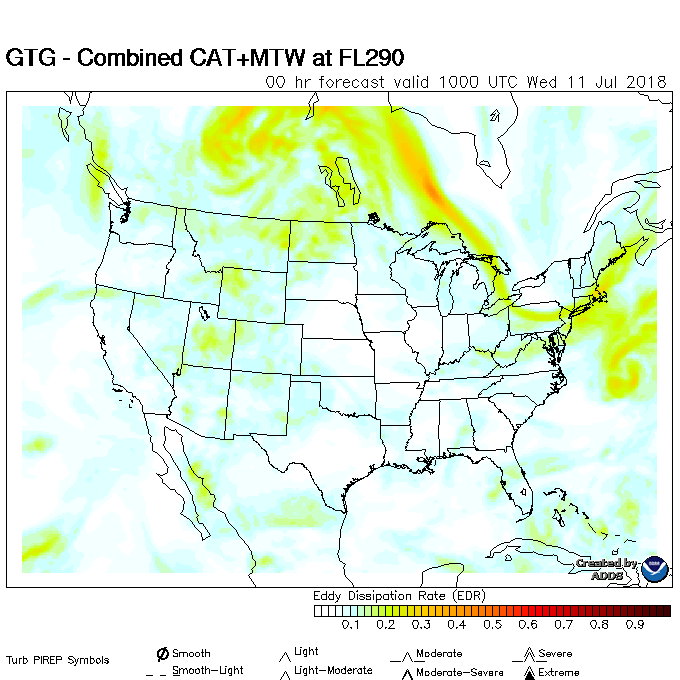 GTG - Combined CAT+MTW at FL290
00 hr forecast valid 1000 UTC Wed 11 Jul 2018
Created by
ADDS
Eddy Dissipation Rate (EDR)
0.1 0.2 0.3 0.4 0.5 0.6 0.7 0.8 0.9
Turb PIREP Symbols
Smooth
Light
Moderate
Severe
Smooth-Light
Light-Moderate
Moderate-Severe
Extreme